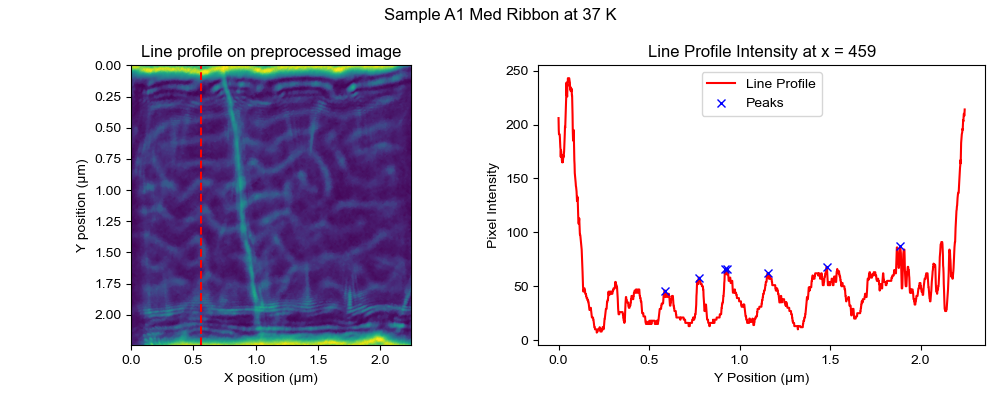 Sample A1 Med Ribbon at 37 K
Line profile on preprocessed image
0.00
0.25
0.50
0.75
1.00
1.25
1.50
1.75
2.00
Y position (μm)
0.0
0.5
1.0
1.5
2.0
X position (μm)
Line Profile Intensity at x = 459
Line Profile
Peaks
250
200
150
100
50
0
Pixel Intensity
0.0
0.5
1.0
1.5
2.0
Y Position (μm)